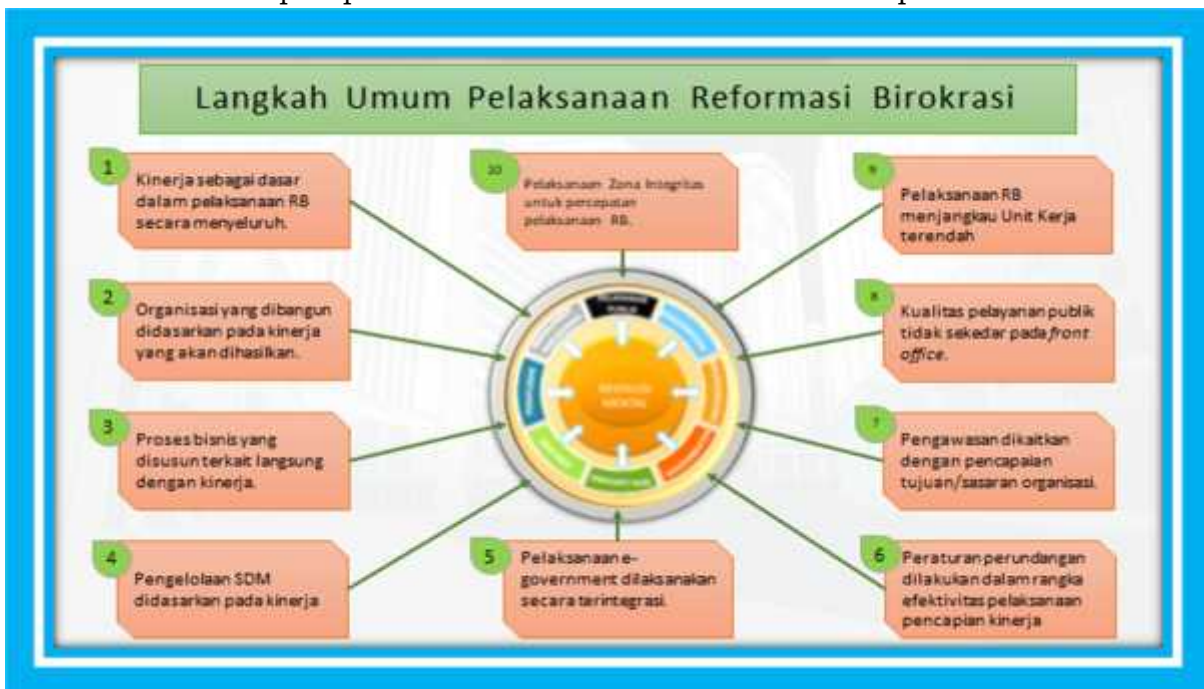 Langkah Umum Pelaksanaan Reformasi Birokrasi
1
Kinerja sebagai dasar
dalam pelaksanaan RB
secara menyeluruh.
2
Organisasi yang dibangun
didasarkan pada kinerja
yang akan dihasilkan.
3
Proses bisnis yang
disusun terkait langsung
dengan kinerja.
4
Pengelolaan SDM
didasarkan pada kinerja
5
Pelaksanaan e-
government dilaksanakan
secara terintegrasi.
6
Peraturan perundangan
dilakukan dalam rangka
efektivitas pelaksanaan
pencapian kinerja
7
Pengawasan dikaitkan
dengan pencapaian
tujuan/sasaran organisasi.
8
Kualitas pelayanan publik
tidak sekedar pada front
office.
9
Pelaksanaan RB
menjangkau Unit Kerja
terendah
10
Pelaksanaan Zona Integritas
untuk percepatan
pelaksanaan RB.